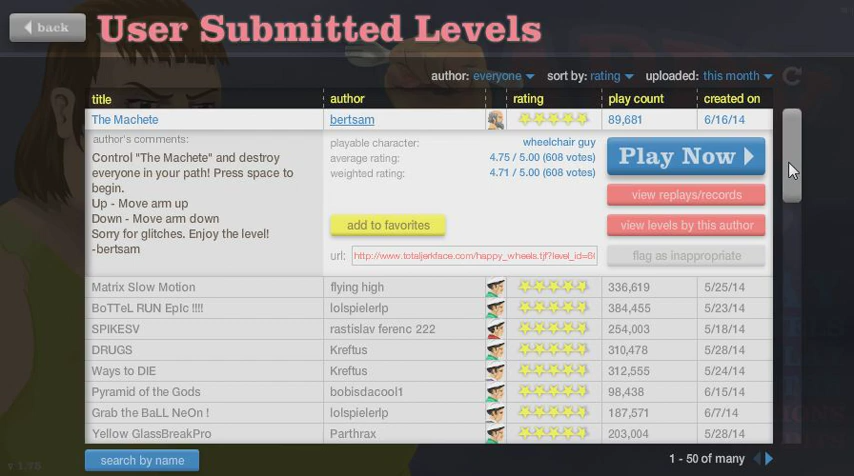 back
User Submitted Levels
author: everyone sort by: rating uploaded: this month
title author rating play count created on
The Machete bertsam 89,681 6/16/14
author's comments:
Control "The Machete" and destroy
everyone in your path! Press space to
begin.
Up - Move arm up
Down - Move arm down
Sorry for glitches. Enjoy the level!
-bertsam
playable character: wheelchair guy
average rating: 4.75 / 5.00 (608 votes)
weighted rating: 4.71 / 5.00 (608 votes)
add to favorites
url: http://www.totaljerkface.com/happy_wheels.tjf?level_id=8
Play Now
view replays/records
view levels by this author
flag as inappropriate
Matrix Slow Motion flying high 336,619 5/25/14
BoTTeL RUN EpIc !!!! lolspielerlp 384,455 5/23/14
SPIKESV rastislav ferenc 222 254,003 5/18/14
DRUGS Kreftus 310,478 5/28/14
Ways to DIE Kreftus 312,555 5/24/14
Pyramid of the Gods bobisdacool1 98,438 6/15/14
Grab the BaLL NeOn ! lolspielerlp 187,571 6/7/14
Yellow GlassBreakPro Parthrax 203,004 5/28/14
search by name
1 - 50 of many